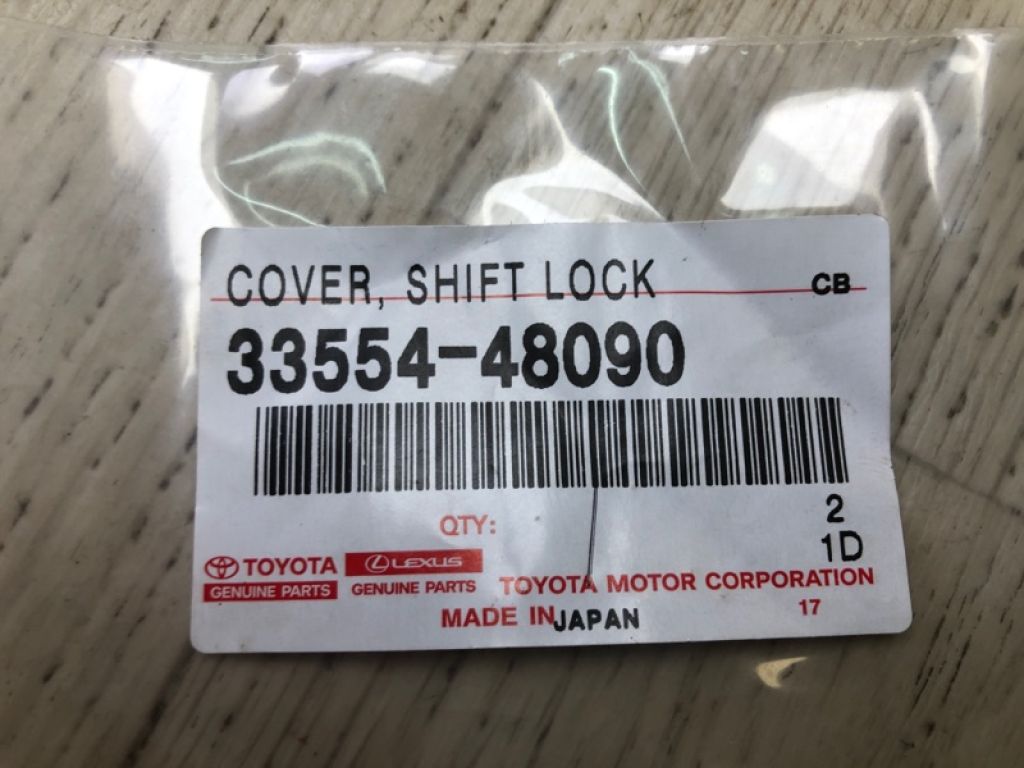 COVER, SHIFT LOCK CB
33554-48090
2
QTY:
1D
TOYOTA LEXUS
GENUINE PARTS GENUINE PARTS TOYOTA MOTOR CORPORATION
MADE IN JAPAN 17